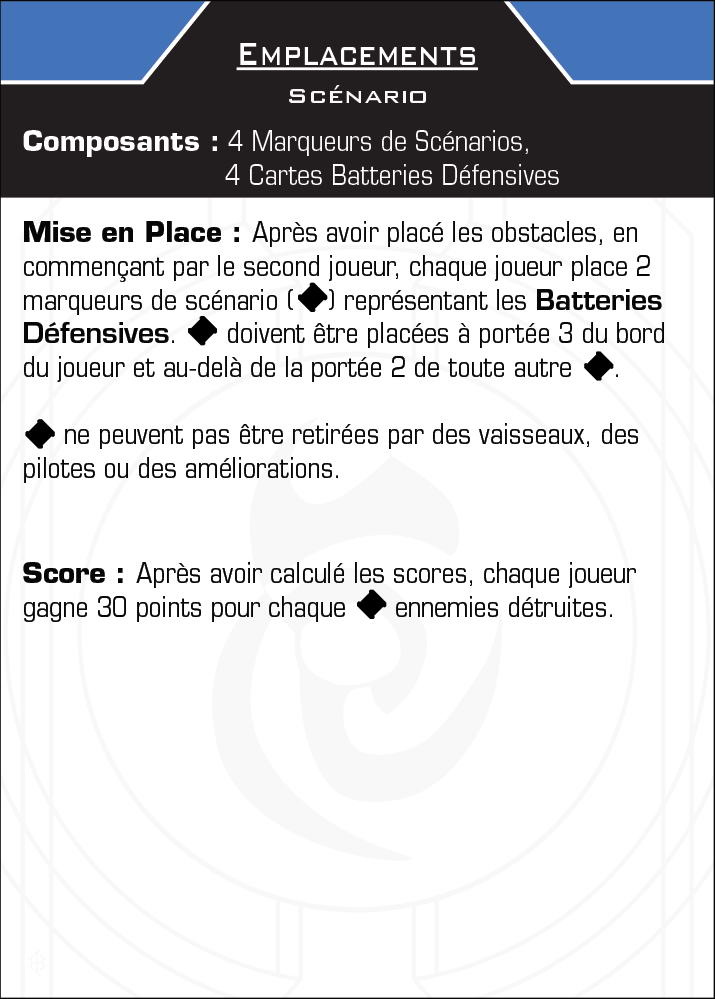 EMPLACEMENTS
SCÉNARIO
Composants : 4 Marqueurs de Scénarios,
4 Cartes Batteries Défensives
Mise en Place : Après avoir placé les obstacles, en
commençant par le second joueur, chaque joueur place 2
marqueurs de scénario (◆) représentant les Batteries
Défensives. ◆ doivent être placées à portée 3 du bord
du joueur et au-delà de la portée 2 de toute autre ◆.
◆ ne peuvent pas être retirées par des vaisseaux, des
pilotes ou des améliorations.
Score : Après avoir calculé les scores, chaque joueur
gagne 30 points pour chaque ◆ ennemies détruites.